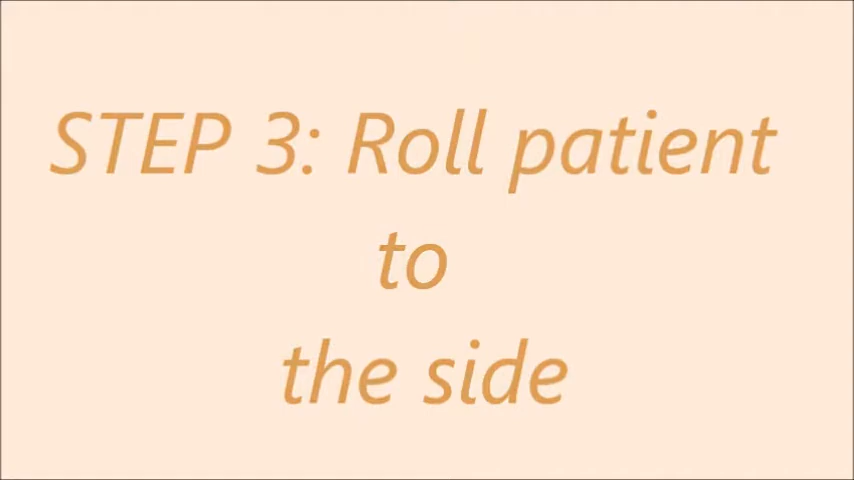 STEP 3: Roll patient
to
the side